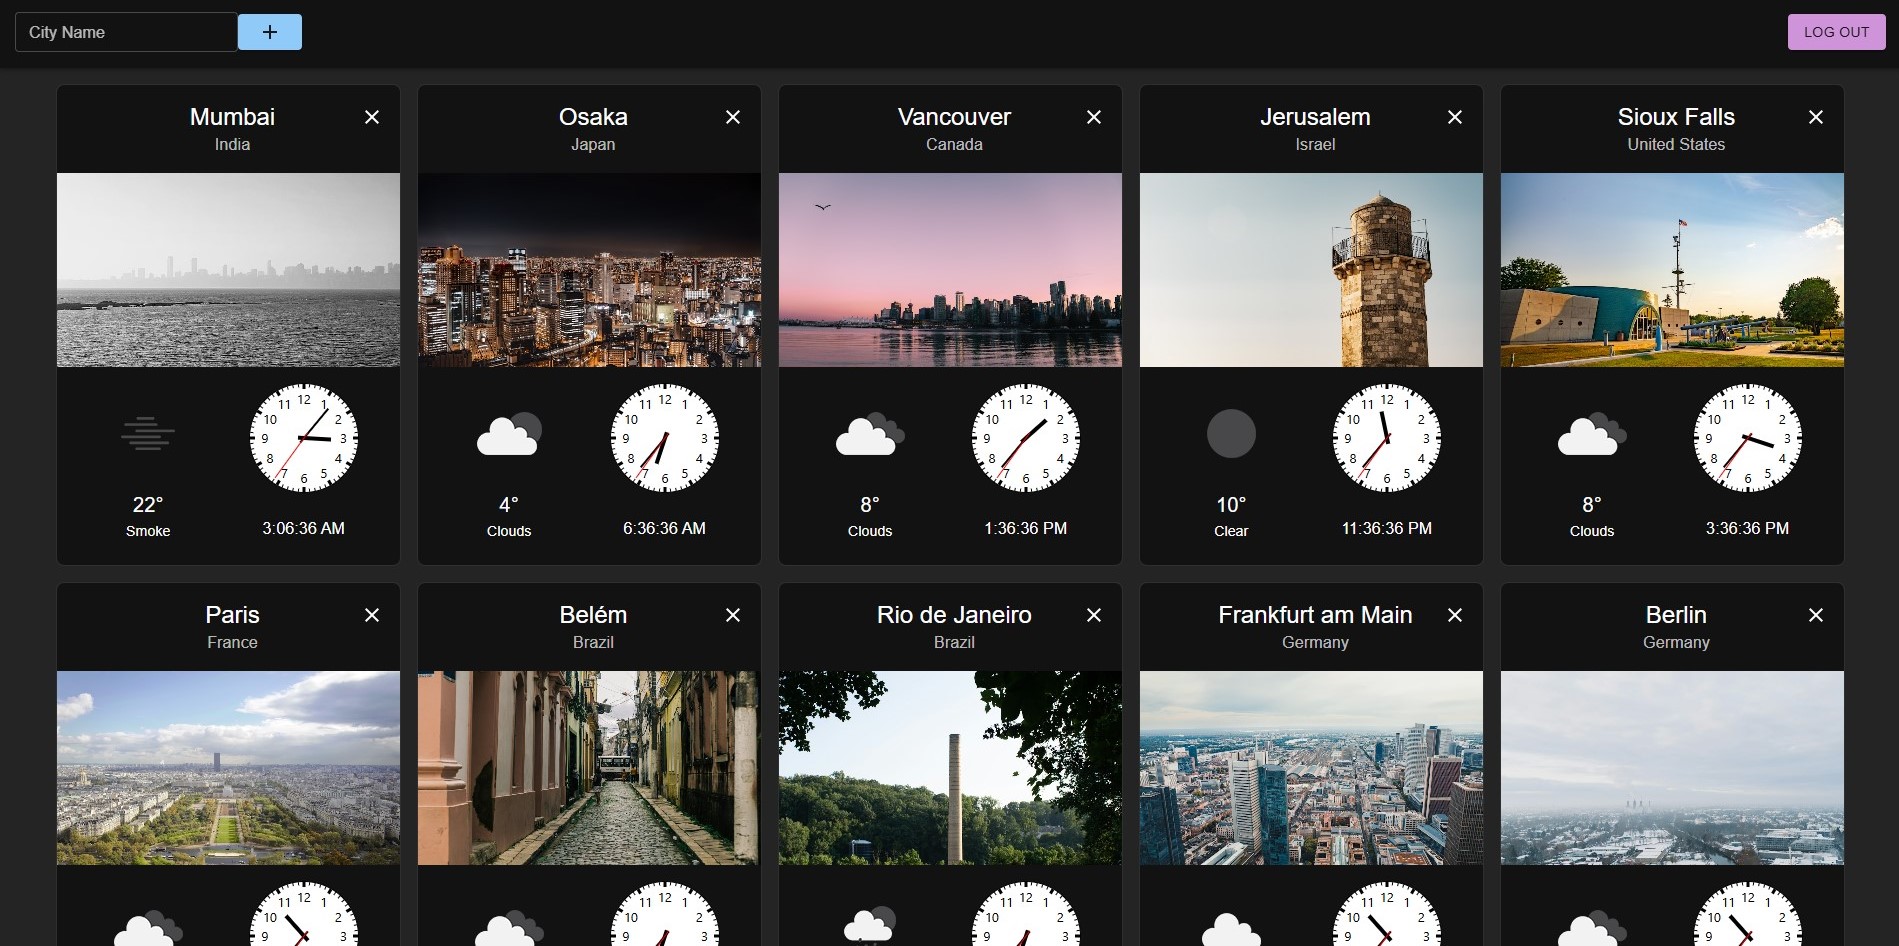 City Name
+
LOG OUT
Mumbai
India
Osaka
Japan
Vancouver
Canada
Jerusalem
Israel
Sioux Falls
United States
12 1 2 3 4 5 6 7 8 9 10 11
22°
Smoke
3:06:36 AM
12 1 2 3 4 5 6 7 8 9 10 11
4°
Clouds
6:36:36 AM
12 1 2 3 4 5 6 7 8 9 10 11
8°
Clouds
1:36:36 PM
12 1 2 3 4 5 6 7 8 9 10 11
10°
Clear
11:36:36 PM
12 1 2 3 4 5 6 7 8 9 10 11
8°
Clouds
3:36:36 PM
Paris
France
Belém
Brazil
Rio de Janeiro
Brazil
Frankfurt am Main
Germany
Berlin
Germany
12 1 2 3 9 10 11
12 1 2 3 9 10 11
12 1 2 3 9 10 11
12 1 2 3 9 10 11
12 1 2 3 9 10 11